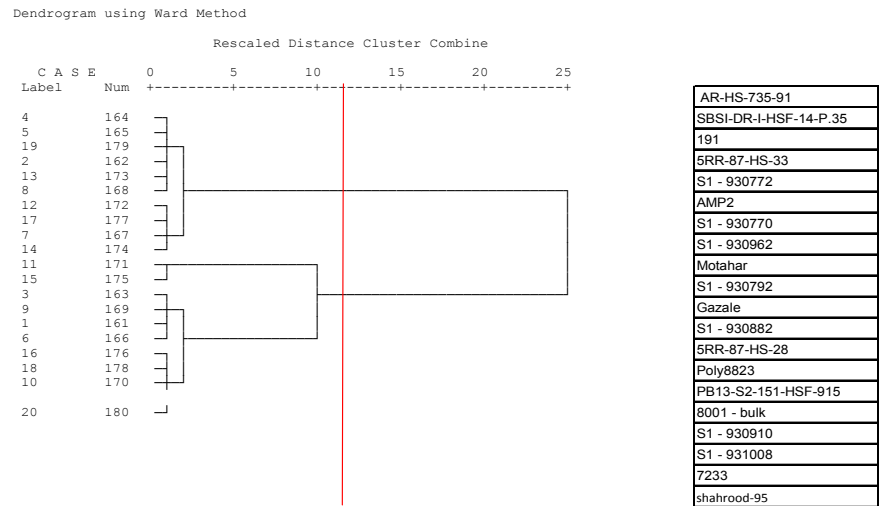 Dendrogram using Ward Method
Rescaled Distance Cluster Combine
C A S E 0 5 10 15 20 25
Label Num +---------+---------+---------+---------+---------+
4 164
5 165
19 179
2 162
13 173
8 168
12 172
17 177
7 167
14 174
11 171
15 175
3 163
9 169
1 161
6 166
16 176
18 178
10 170
20 180
AR-HS-735-91
SBSI-DR-I-HSF-14-P.35
191
5RR-87-HS-33
S1 - 930772
AMP2
S1 - 930770
S1 - 930962
Motahar
S1 - 930792
Gazale
S1 - 930882
5RR-87-HS-28
Poly8823
PB13-S2-151-HSF-915
8001 - bulk
S1 - 930910
S1 - 931008
7233
shahrood-95